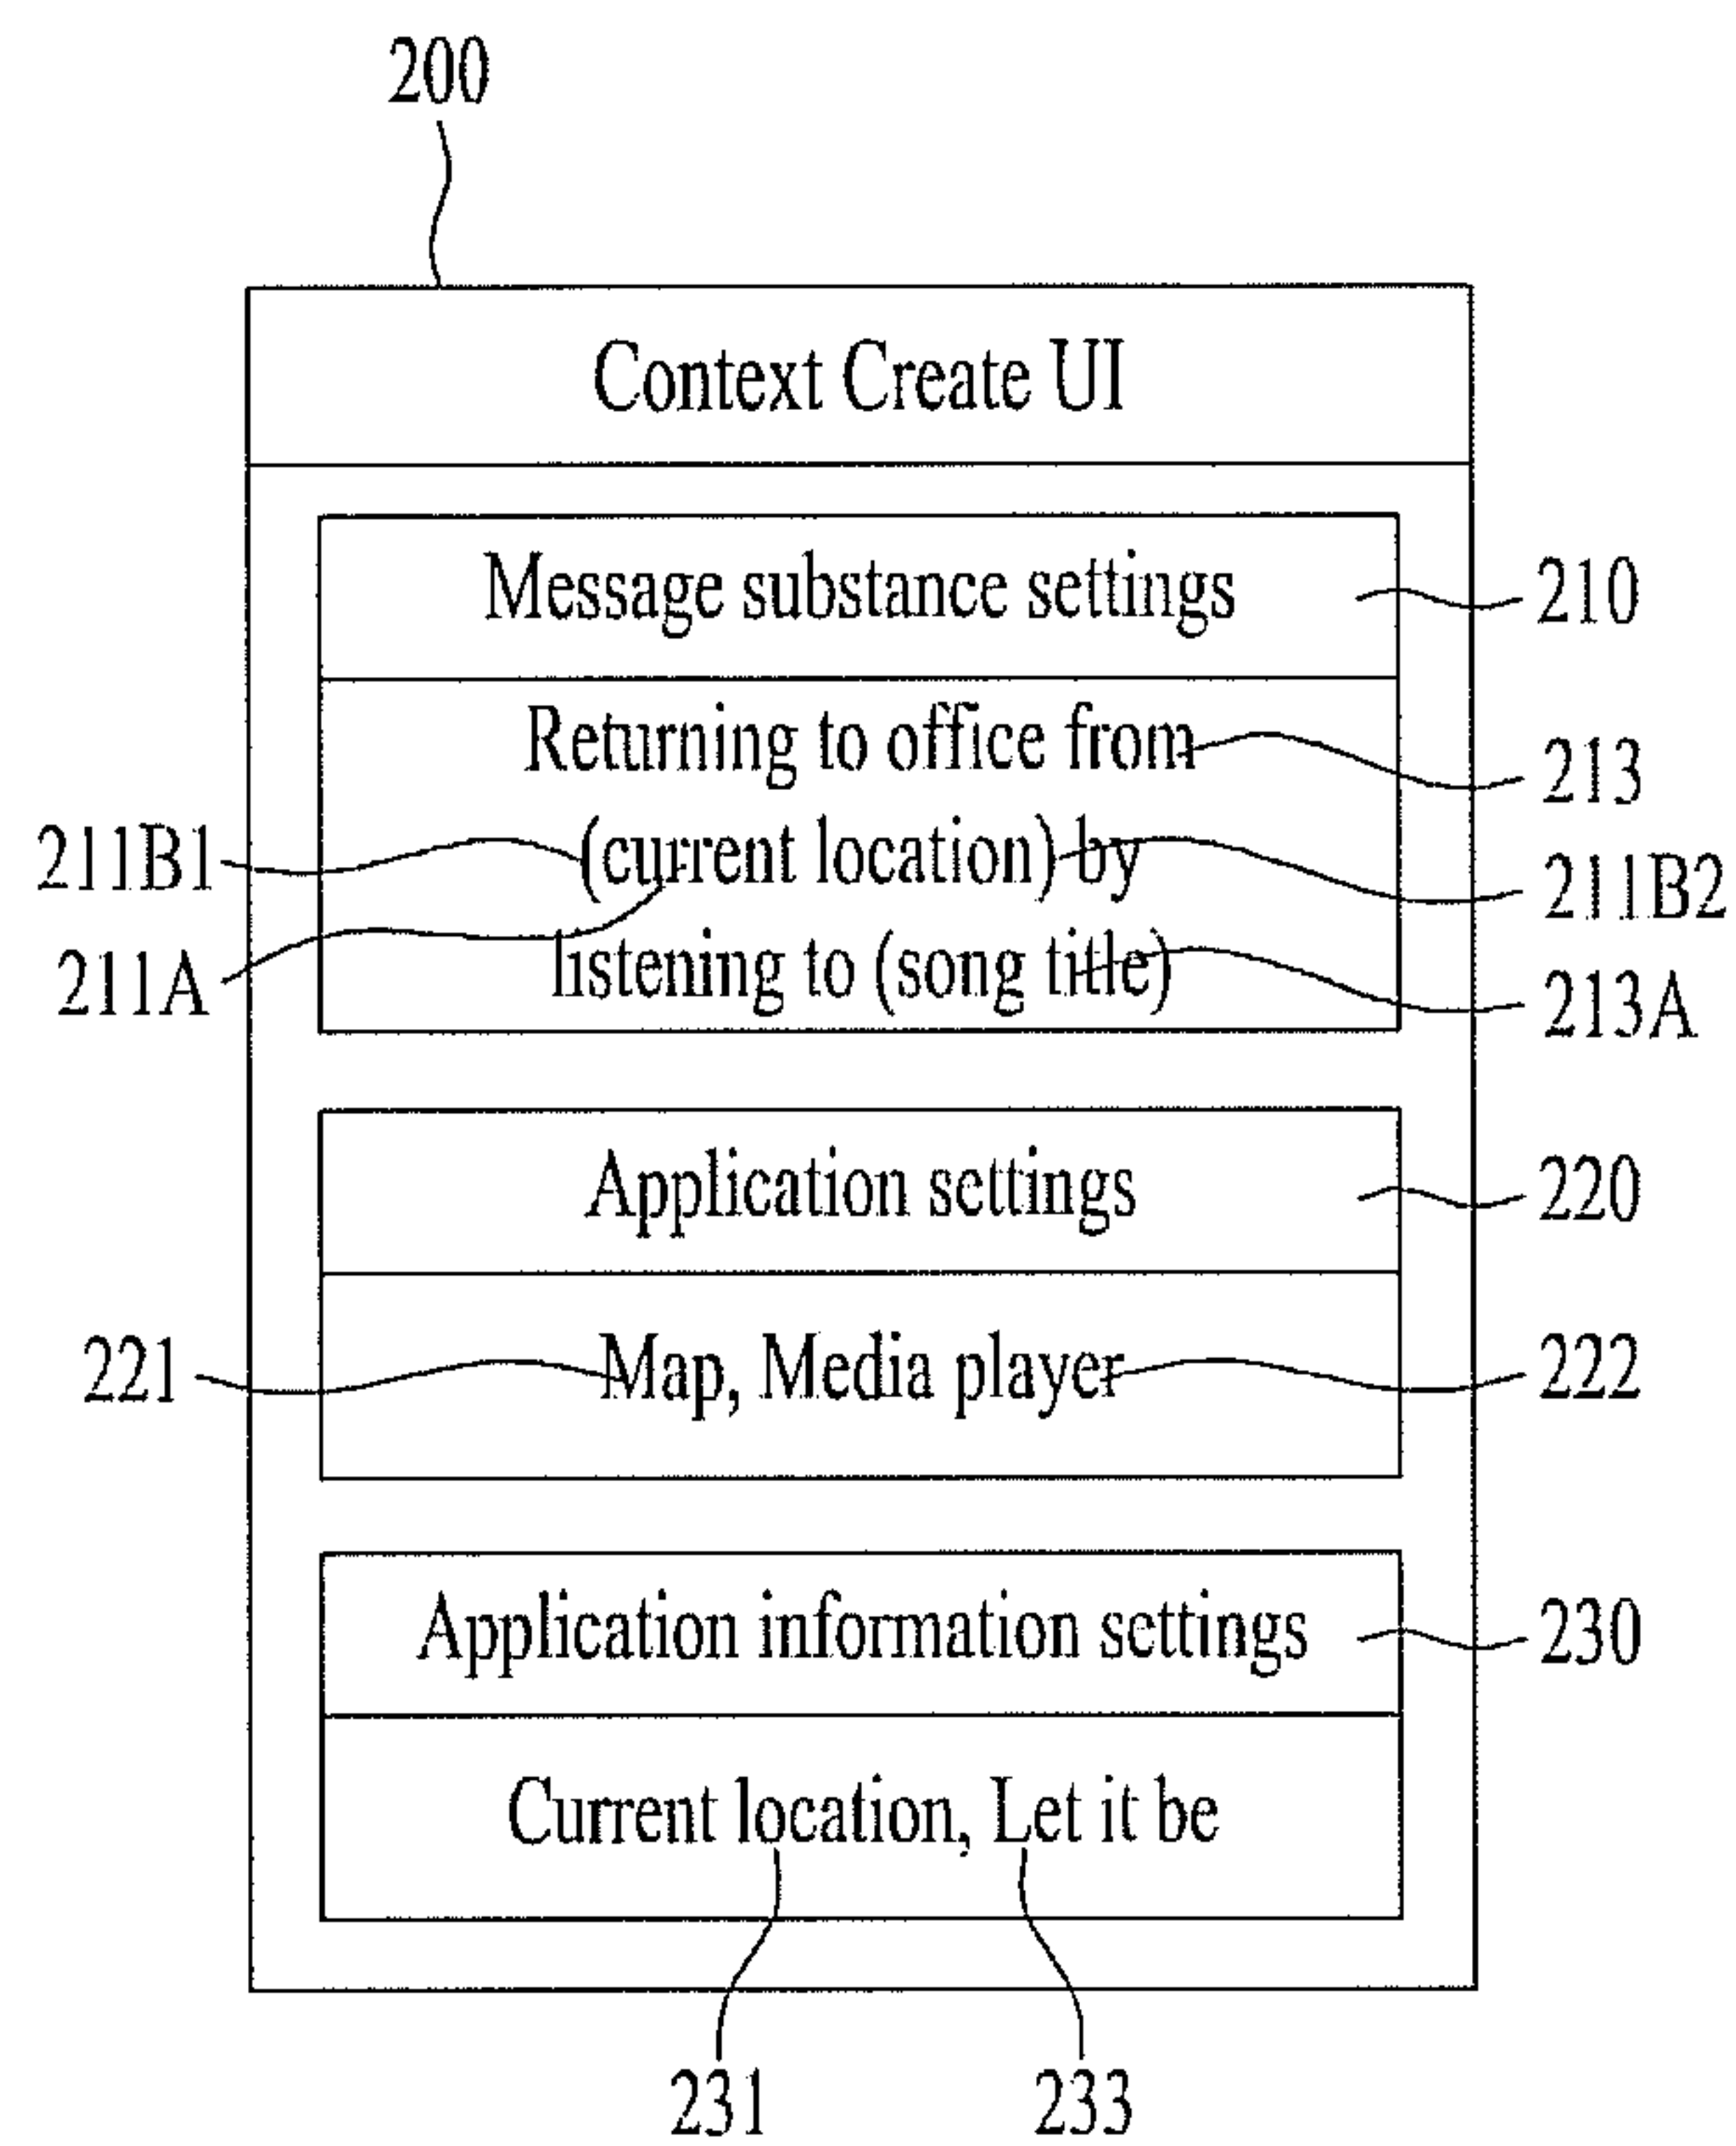 200
Context Create UI
Message substance settings
210
Returning to office from
213
211B1
(current location) by
211B2
211A
listening to (song title)
213A
Application settings
220
221
Map, Media player
222
Application information settings
230
Current location, Let it be
231
233